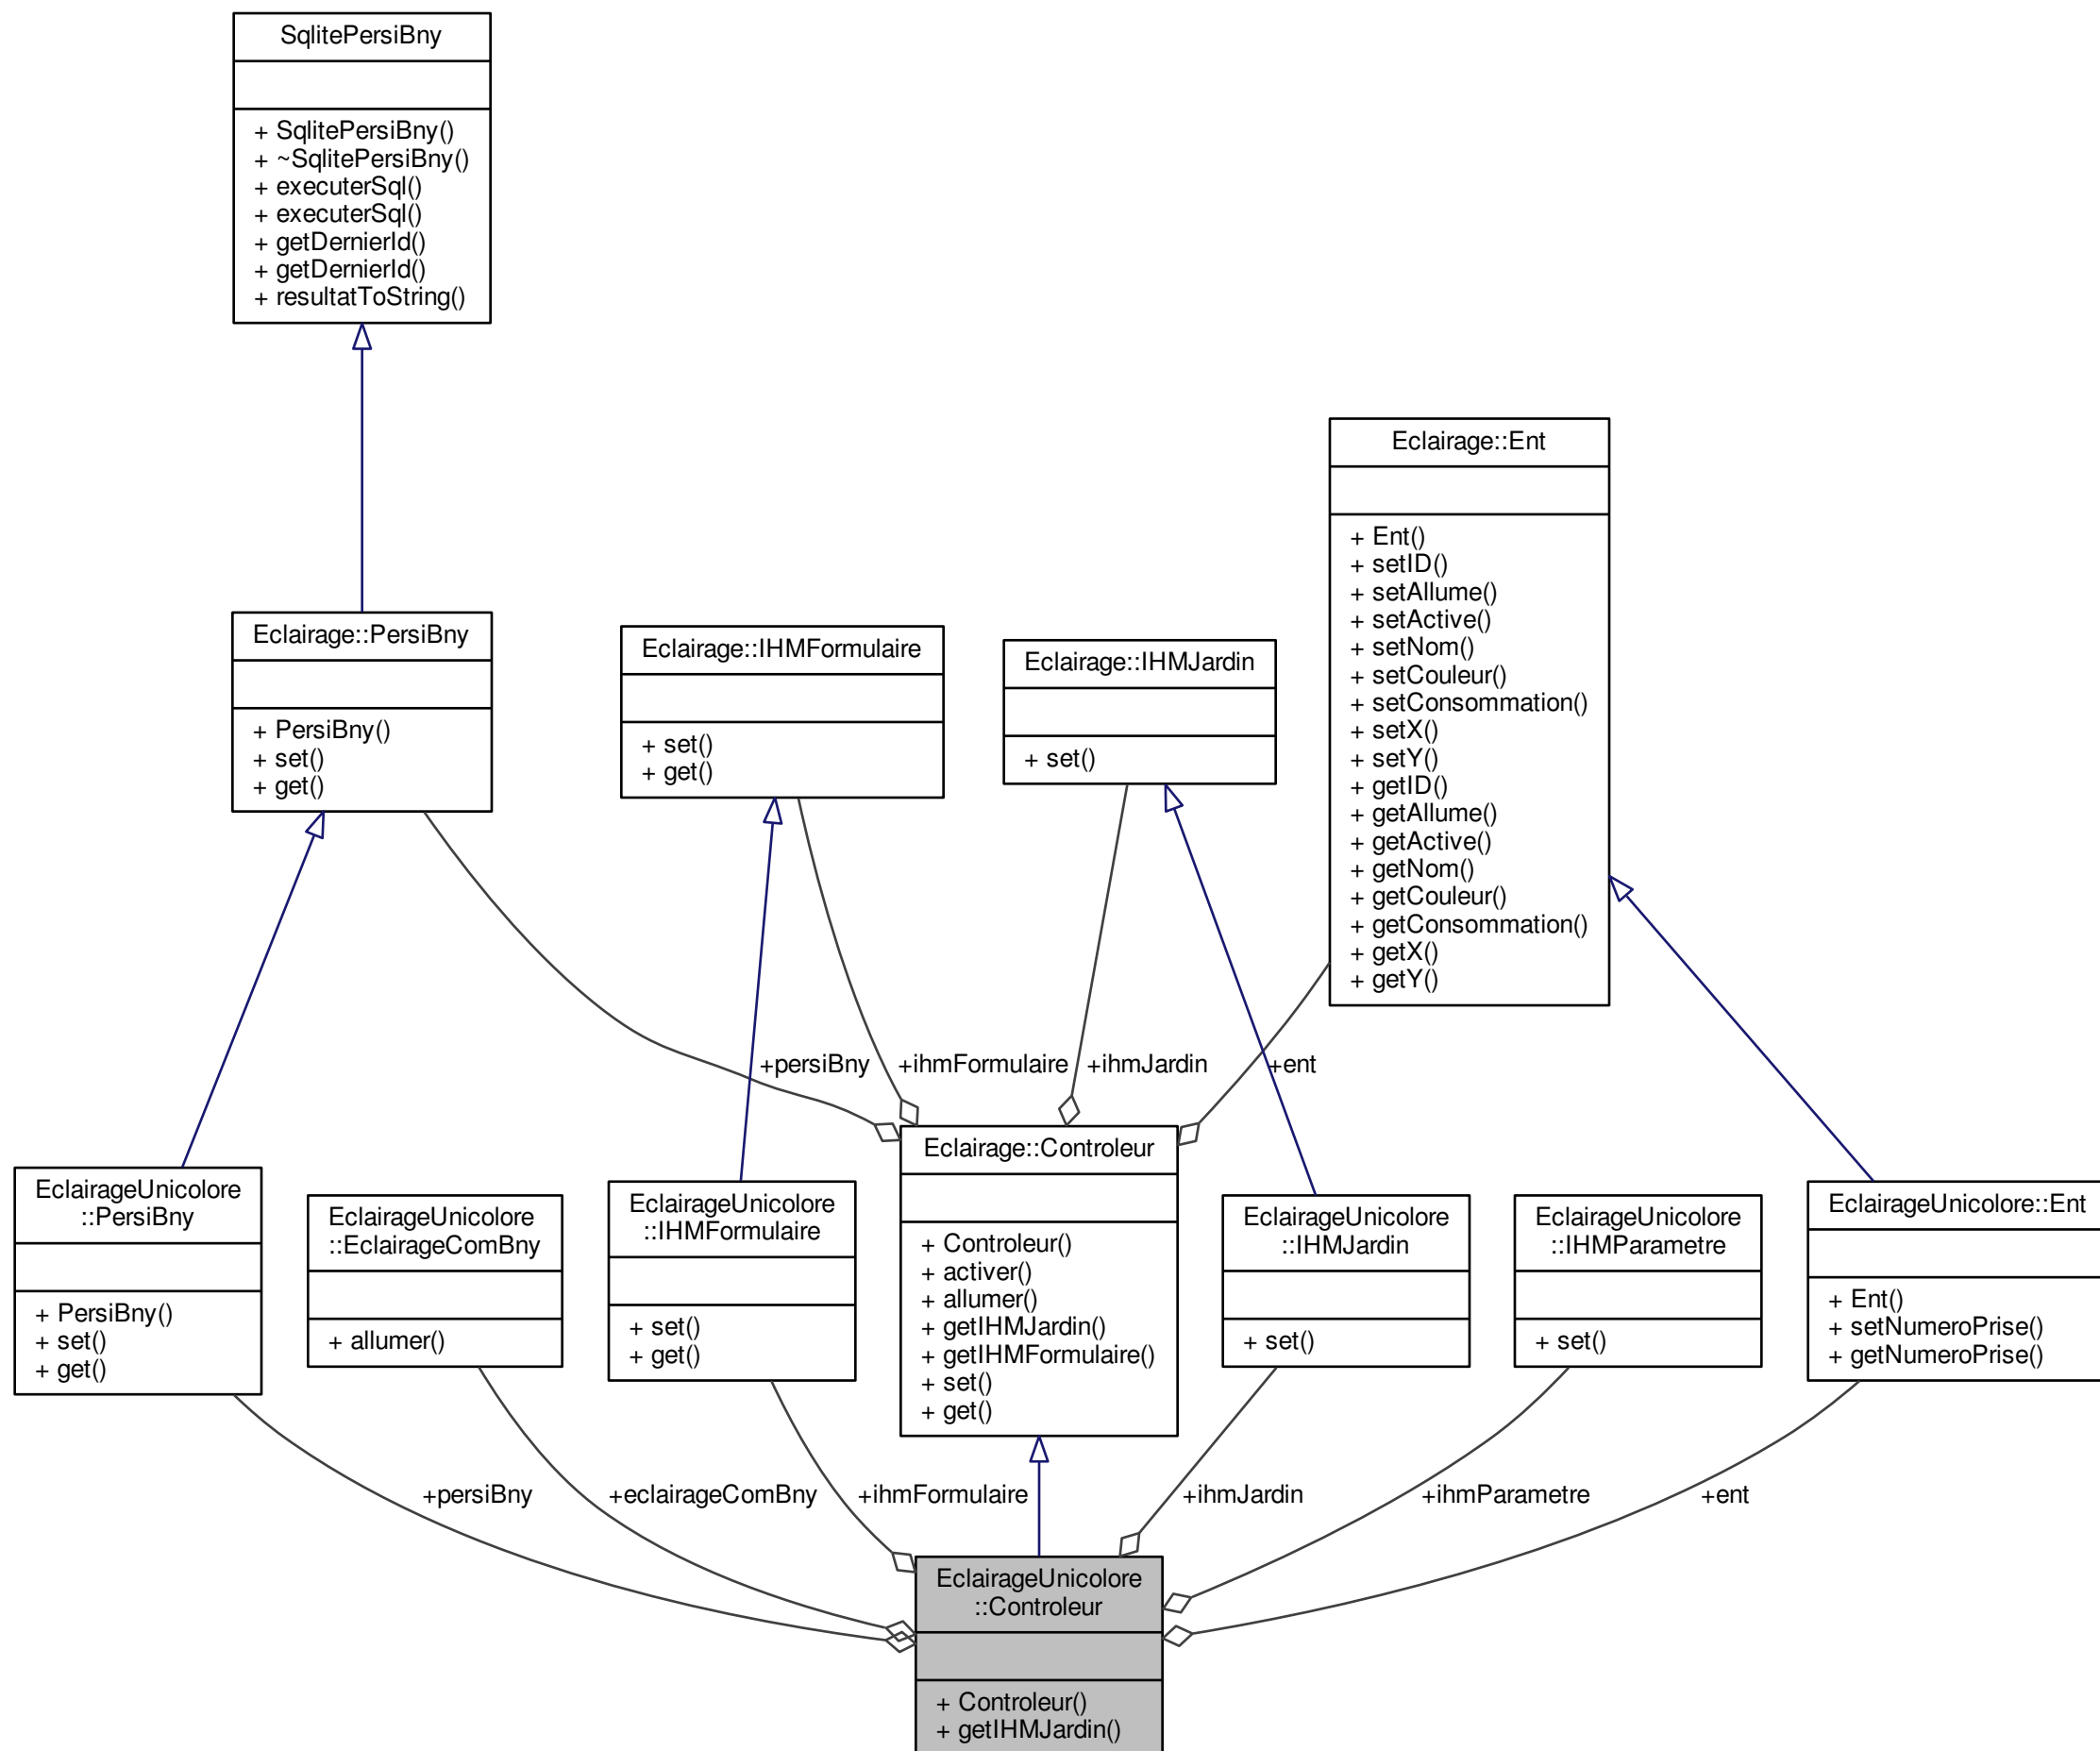 SqlitePersiBny
+ SqlitePersiBny()
+ ~SqlitePersiBny()
+ executerSql()
+ executerSql()
+ getDernierId()
+ getDernierId()
+ resultatToString()
Eclairage::Ent
+ Ent()
+ setID()
+ setAllume()
+ setActive()
+ setNom()
+ setCouleur()
+ setConsommation()
+ setX()
+ setY()
+ getID()
+ getAllume()
+ getActive()
+ getNom()
+ getCouleur()
+ getConsommation()
+ getX()
+ getY()
Eclairage::PersiBny
+ PersiBny()
+ set()
+ get()
Eclairage::IHMFormulaire
+ set()
+ get()
Eclairage::IHMJardin
+ set()
+persiBny
+ihmFormulaire
+ihmJardin
+ent
EclairageUnicolore
::PersiBny
+ PersiBny()
+ set()
+ get()
EclairageUnicolore
::EclairageComBny
+ allumer()
EclairageUnicolore
::IHMFormulaire
+ set()
+ get()
Eclairage::Controleur
+ Controleur()
+ activer()
+ allumer()
+ getIHMJardin()
+ getIHMFormulaire()
+ set()
+ get()
EclairageUnicolore
::IHMJardin
+ set()
EclairageUnicolore
::IHMParametre
+ set()
EclairageUnicolore::Ent
+ Ent()
+ setNumeroPrise()
+ getNumeroPrise()
+persiBny
+eclairageComBny
+ihmFormulaire
+ihmJardin
+ihmParametre
+ent
EclairageUnicolore
::Controleur
+ Controleur()
+ getIHMJardin()